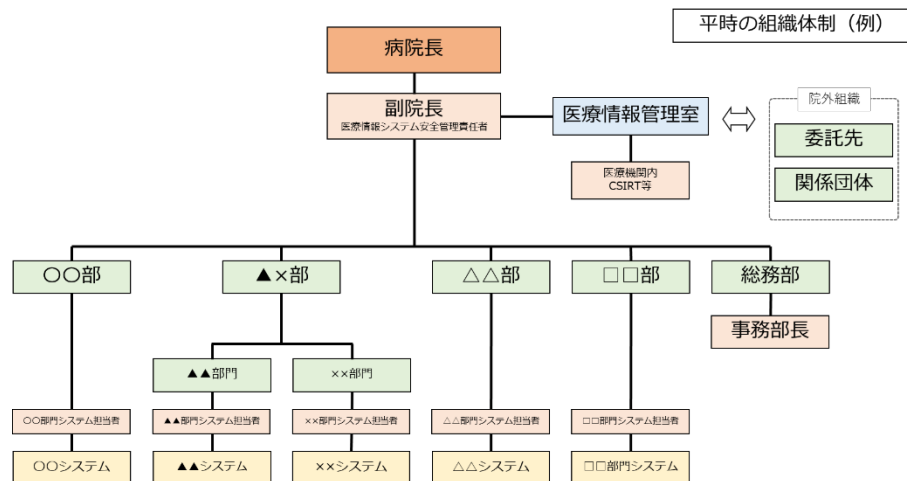 平時の組織体制（例）
病院長
副院長
医療情報システム安全管理責任者
医療情報管理室
院外組織
委託先
関係団体
医療機関内
CSIRT等
〇〇部
▲×部
△△部
□□部
総務部
事務部長
▲▲部門
××部門
〇〇部門システム担当者
▲▲部門システム担当者
××部門システム担当者
△△部門システム担当者
□□部門システム担当者
〇〇システム
▲▲システム
××システム
△△システム
□□部門システム